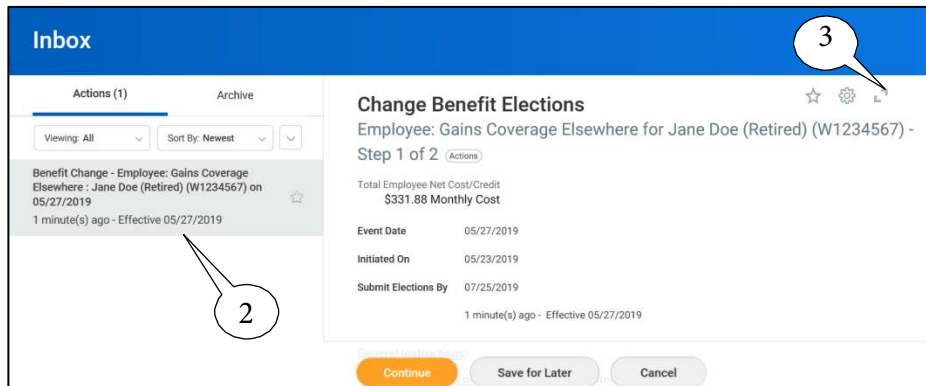 Inbox
3
Actions (1)
Archive
Viewing: All
Sort By: Newest
Benefit Change - Employee: Gains Coverage
Elsewhere : Jane Doe (Retired) (W1234567) on
05/27/2019
1 minute(s) ago - Effective 05/27/2019
2
Change Benefit Elections
Employee: Gains Coverage Elsewhere for Jane Doe (Retired) (W1234567) -
Step 1 of 2 Actions
Total Employee Net Cost/Credit
$331.88 Monthly Cost
Event Date 05/27/2019
Initiated On 05/23/2019
Submit Elections By 07/25/2019
1 minute(s) ago - Effective 05/27/2019
General Instructions:
Continue
Save for Later
Cancel